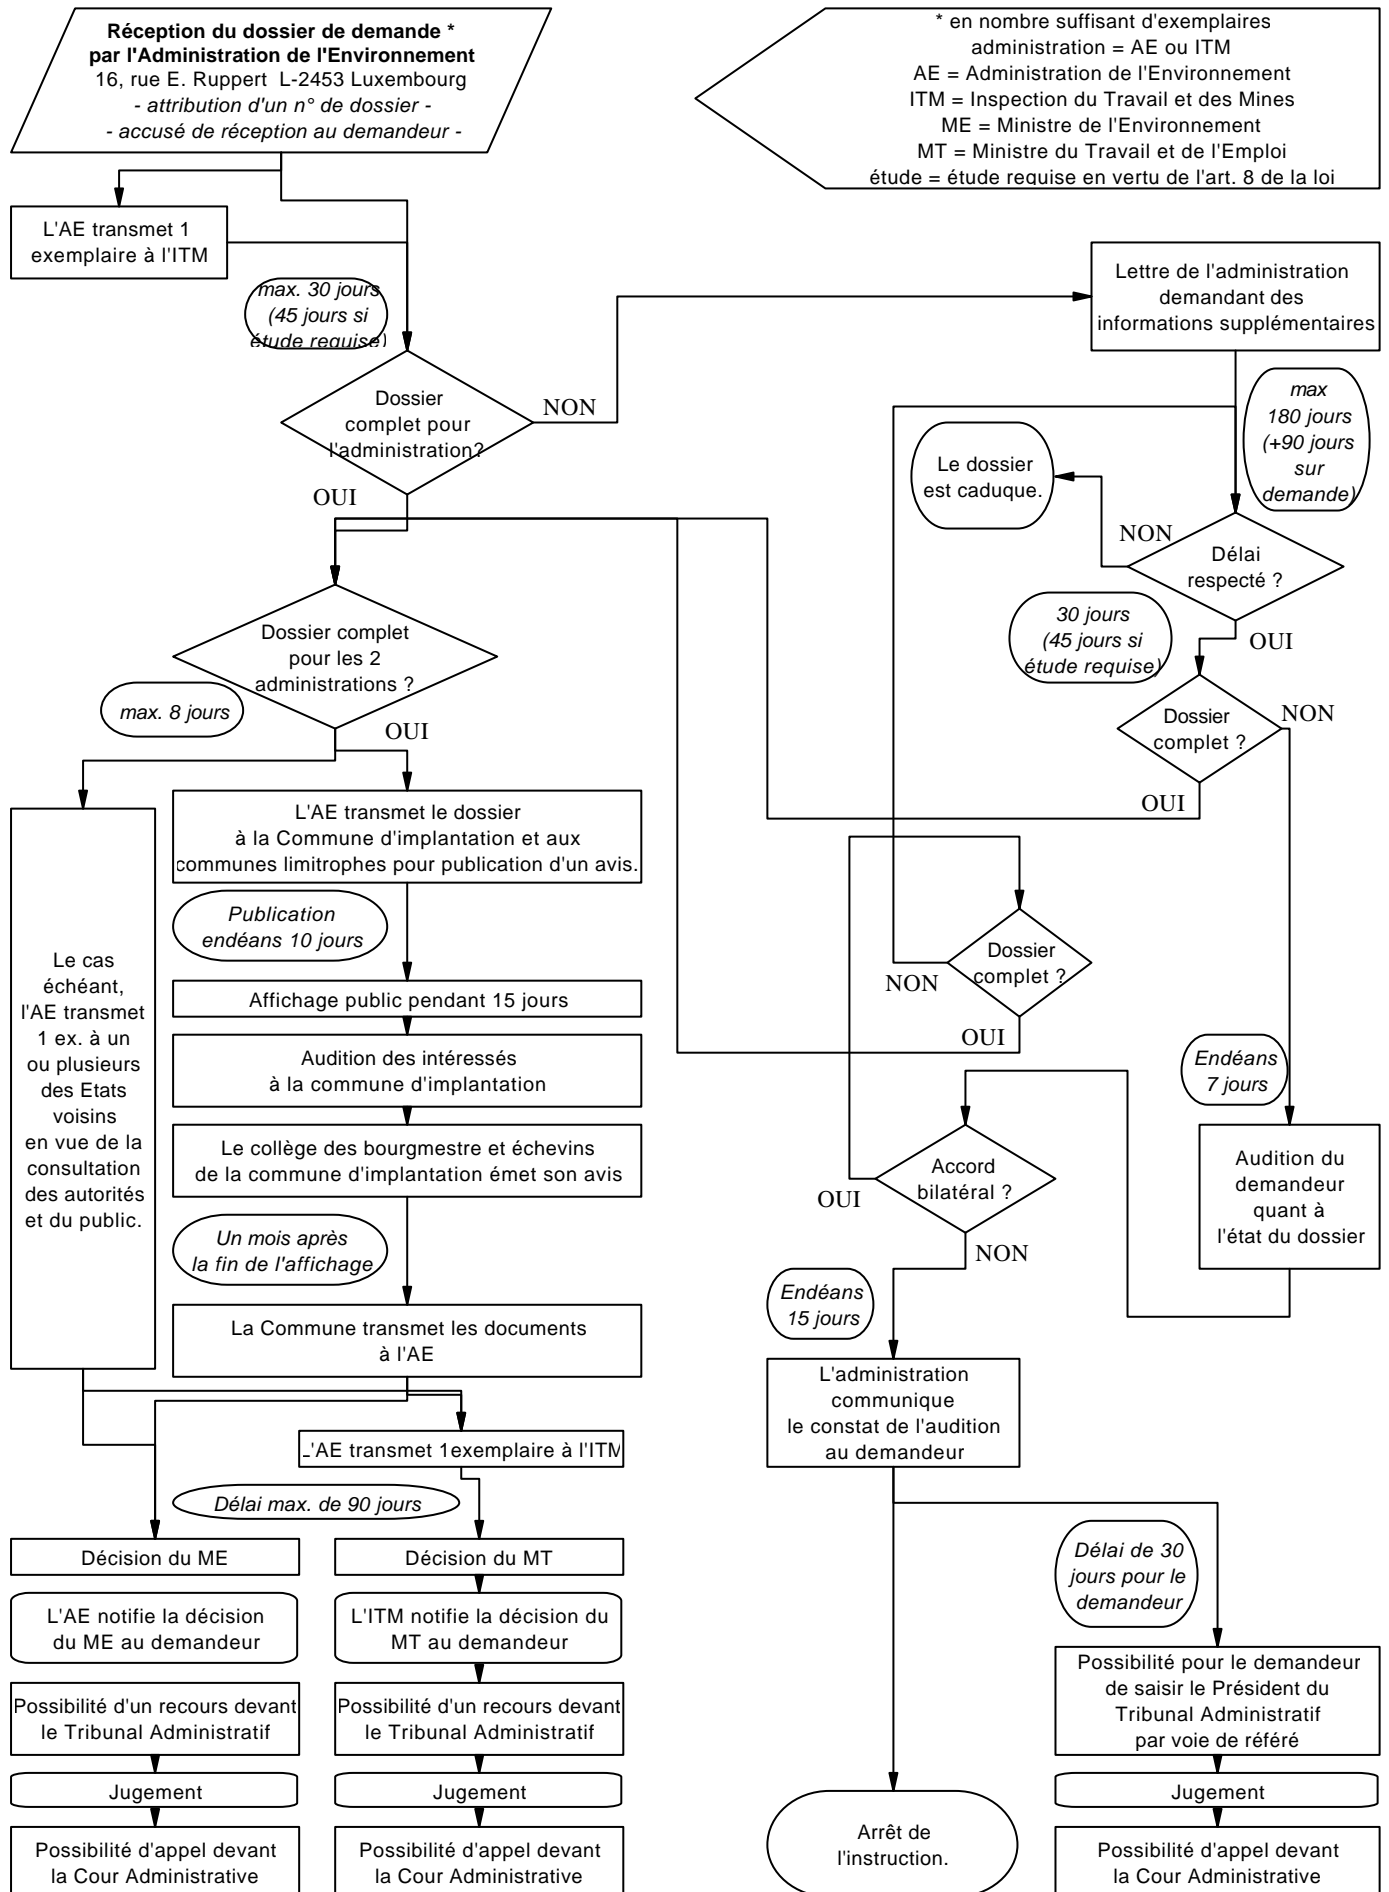 Réception du dossier de demande *
par l'Administration de l'Environnement
16, rue E. Ruppert L-2453 Luxembourg
- attribution d'un n° de dossier -
- accusé de réception au demandeur -
* en nombre suffisant d'exemplaires
administration = AE ou ITM
AE = Administration de l'Environnement
ITM = Inspection du Travail et des Mines
ME = Ministre de l'Environnement
MT = Ministre du Travail et de l'Emploi
étude = étude requise en vertu de l'art. 8 de la loi
L'AE transmet 1
exemplaire à l'ITM
max. 30 jours
(45 jours si
étude requise)
Dossier
complet pour
l'administration?
NON
OUI
Lettre de l'administration
demandant des
informations supplémentaires
max
180 jours
(+90 jours
sur
demande)
Le dossier
est caduque.
NON
Délai
respecté ?
OUI
30 jours
(45 jours si
étude requise)
Dossier
complet ?
NON
OUI
Dossier complet
pour les 2
administrations ?
max. 8 jours
OUI
L'AE transmet le dossier
à la Commune d'implantation et aux
communes limitrophes pour publication d'un avis.
Publication
endéans 10 jours
Affichage public pendant 15 jours
Audition des intéressés
à la commune d'implantation
Le collège des bourgmestre et échevins
de la commune d'implantation émet son avis
Un mois après
la fin de l'affichage
La Commune transmet les documents
à l'AE
Le cas
échéant,
l'AE transmet
1 ex. à un
ou plusieurs
des Etats
voisins
en vue de la
consultation
des autorités
et du public.
Dossier
complet ?
NON
OUI
Endéans
7 jours
Audition du
demandeur
quant à
l'état du dossier
Accord
bilatéral ?
OUI
NON
Endéans
15 jours
L'administration
communique
le constat de l'audition
au demandeur
L'AE transmet 1exemplaire à l'ITM
Délai max. de 90 jours
Décision du ME
Décision du MT
L'AE notifie la décision
du ME au demandeur
L'ITM notifie la décision du
MT au demandeur
Possibilité d'un recours devant
le Tribunal Administratif
Possibilité d'un recours devant
le Tribunal Administratif
Jugement
Jugement
Possibilité d'appel devant
la Cour Administrative
Possibilité d'appel devant
la Cour Administrative
Arrêt de
l'instruction.
Délai de 30
jours pour le
demandeur
Possibilité pour le demandeur
de saisir le Président du
Tribunal Administratif
par voie de référé
Jugement
Possibilité d'appel devant
la Cour Administrative